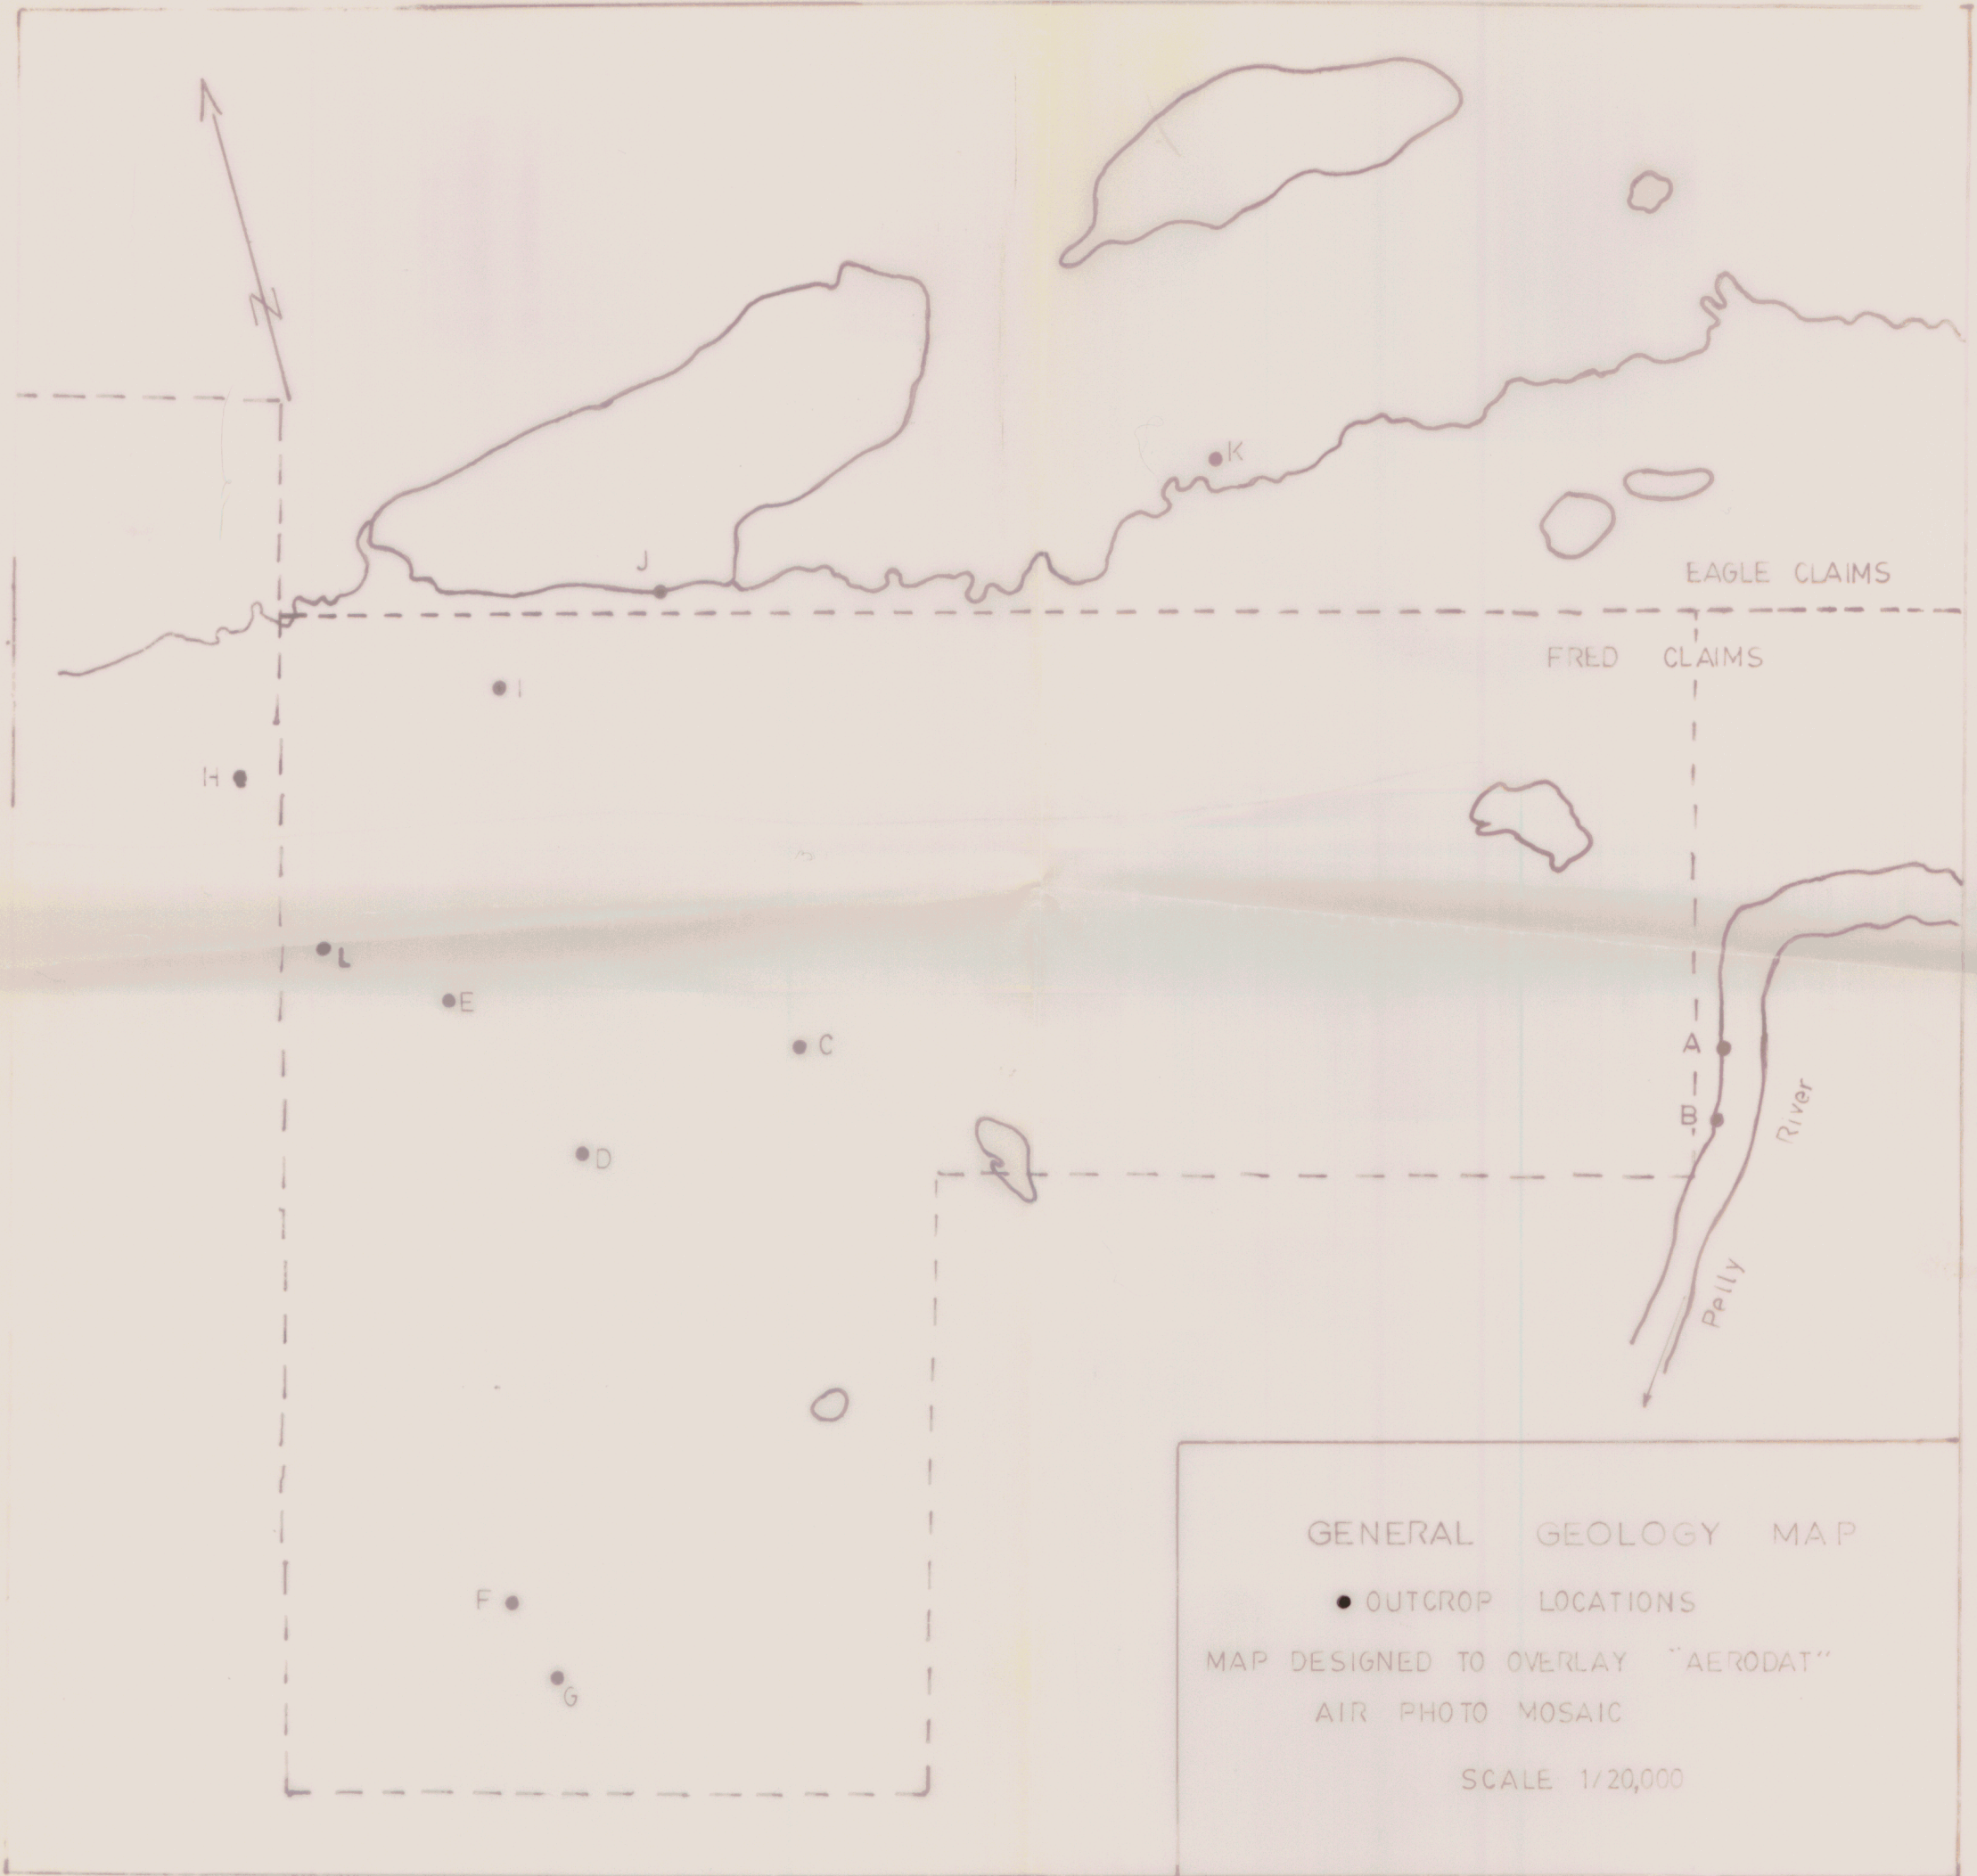 N
K
J
EAGLE CLAIMS
FRED CLAIMS
I
H
L
E
C
A
B
River
D
Pelly
F
G
GENERAL GEOLOGY MAP
OUTCROP LOCATIONS
MAP DESIGNED TO OVERLAY "AERODAT"
AIR PHOTO MOSAIC
SCALE 1/20,000